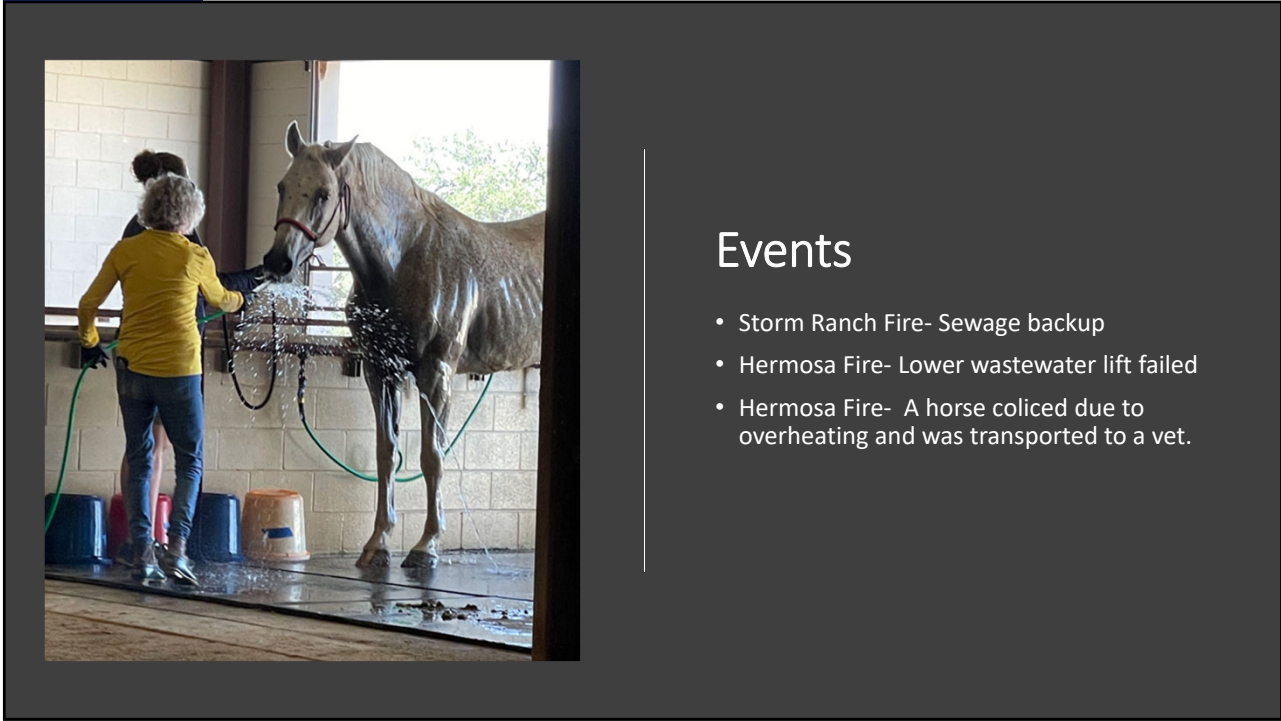 Events
• Storm Ranch Fire- Sewage backup
• Hermosa Fire- Lower wastewater lift failed
• Hermosa Fire-  A horse coliced due to
overheating and was transported to a vet.